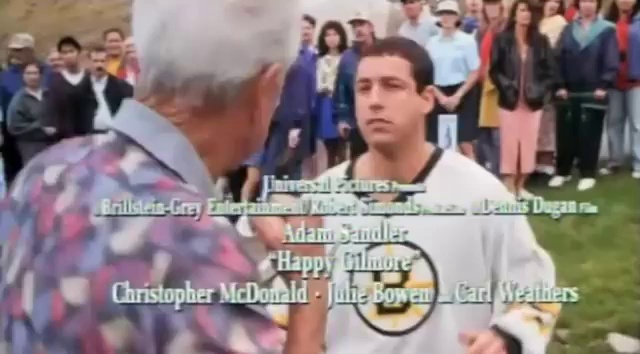 Universal Pictures Presents
A Brillstein-Grey Entertainment/Robert Simonds Production A Dennis Dugan Film
Adam Sandler
"Happy Gilmore"
Christopher McDonald · Julie Bowen and Carl Weathers
B